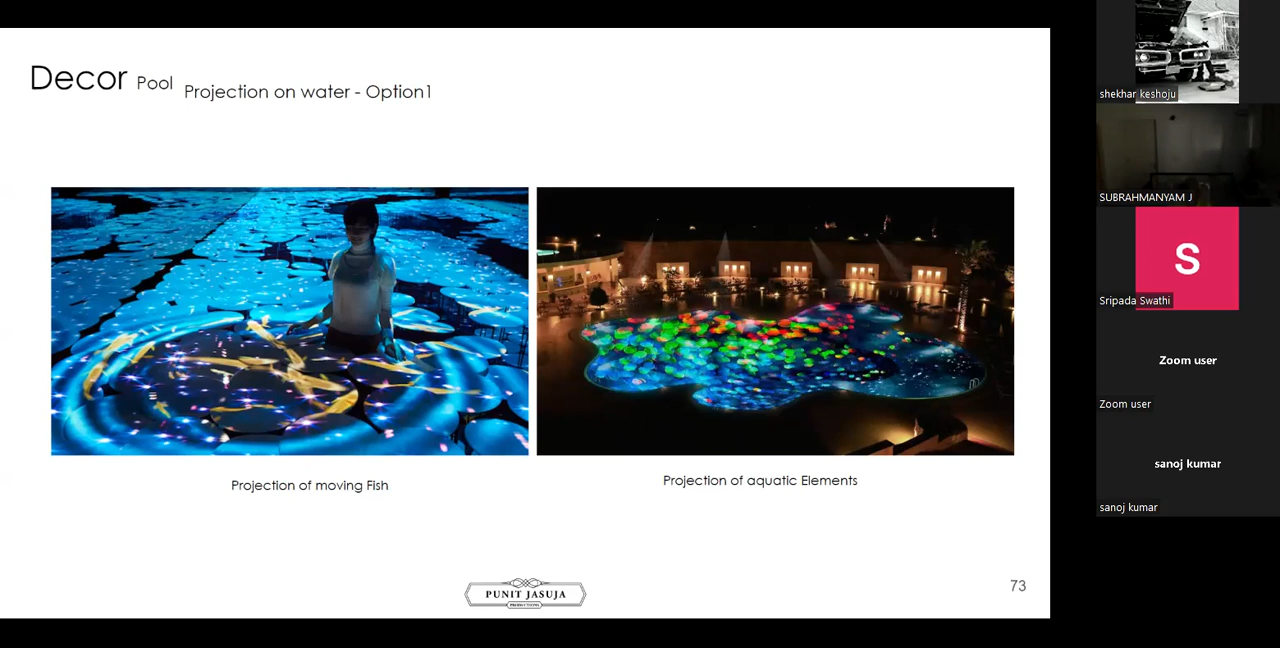 Decor Pool Projection on water - Option1
Projection of moving Fish
Projection of aquatic Elements
PUNIT JASUJA
PRODUCTIONS
73
shekhar keshoju
SUBRAHMANYAM J
S
Sripada Swathi
Zoom user
Zoom user
sanoj kumar
sanoj kumar